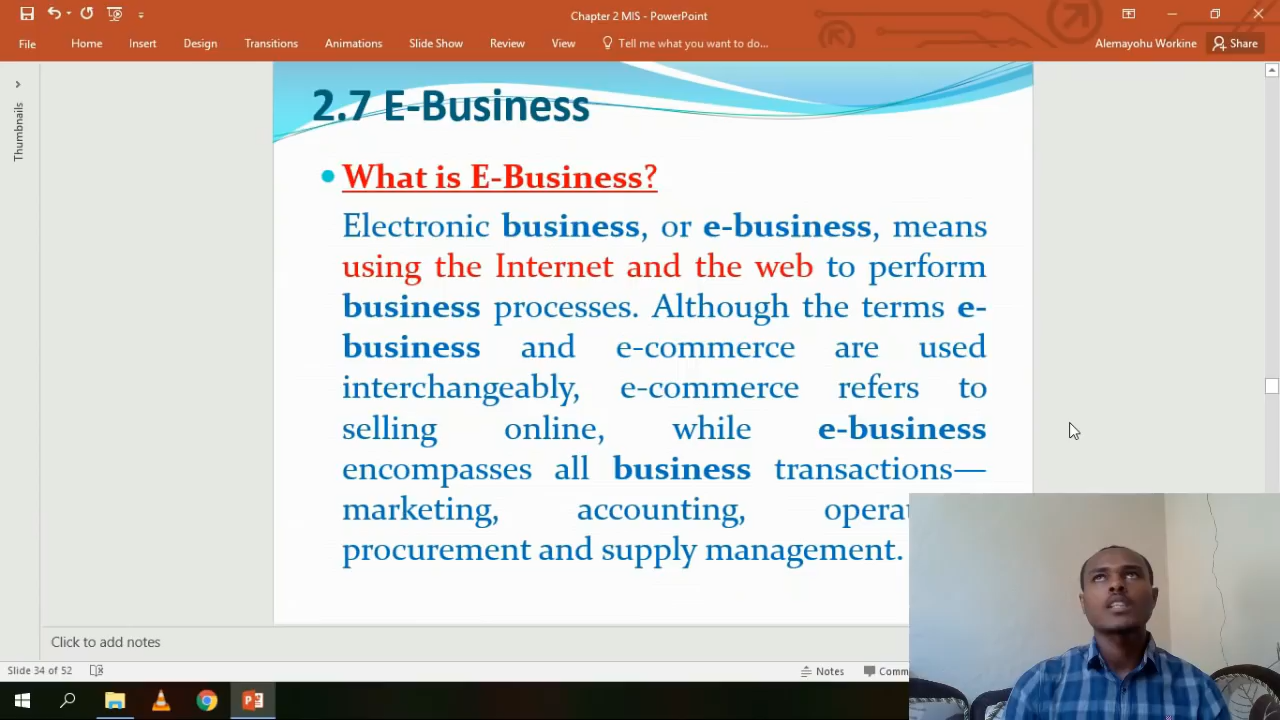 Chapter 2 MIS - PowerPoint
File Home Insert Design Transitions Animations Slide Show Review View Tell me what you want to do... Alemayohu Workine Share
Thumbnails
2.7 E-Business
• What is E-Business?
Electronic business, or e-business, means
using the Internet and the web to perform
business processes. Although the terms e-
business and e-commerce are used
interchangeably, e-commerce refers to
selling online, while e-business
encompasses all business transactions—
marketing, accounting,
procurement and supply management.
Click to add notes
Slide 34 of 52 Notes